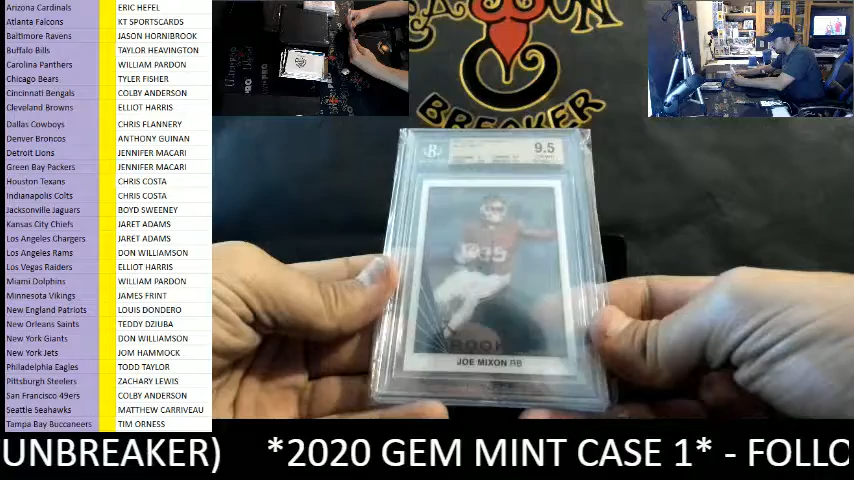 Arizona Cardinals ERIC HEFEL
Atlanta Falcons KT SPORTSCARDS
Baltimore Ravens JASON HORNIBROOK
Buffalo Bills TAYLOR HEAVINGTON
Carolina Panthers WILLIAM PARDON
Chicago Bears TYLER FISHER
Cincinnati Bengals COLBY ANDERSON
Cleveland Browns ELLIOT HARRIS
Dallas Cowboys CHRIS FLANNERY
Denver Broncos ANTHONY GUINAN
Detroit Lions JENNIFER MACARI
Green Bay Packers JENNIFER MACARI
Houston Texans CHRIS COSTA
Indianapolis Colts CHRIS COSTA
Jacksonville Jaguars BOYD SWEENEY
Kansas City Chiefs JARET ADAMS
Los Angeles Chargers JARET ADAMS
Los Angeles Rams DON WILLIAMSON
Los Vegas Raiders ELLIOT HARRIS
Miami Dolphins WILLIAM PARDON
Minnesota Vikings JAMES FRINT
New England Patriots LOUIS DONDERO
New Orleans Saints TEDDY DZIUBA
New York Giants DON WILLIAMSON
New York Jets JOM HAMMOCK
Philadelphia Eagles TODD TAYLOR
Pittsburgh Steelers ZACHARY LEWIS
San Francisco 49ers COLBY ANDERSON
Seattle Seahawks MATTHEW CARRIVEAU
Tampa Bay Buccaneers TIM ORNESS
BREAKER
9.5
35
JOE MIXON RB
UNBREAKER) *2020 GEM MINT CASE 1* - FOLLO